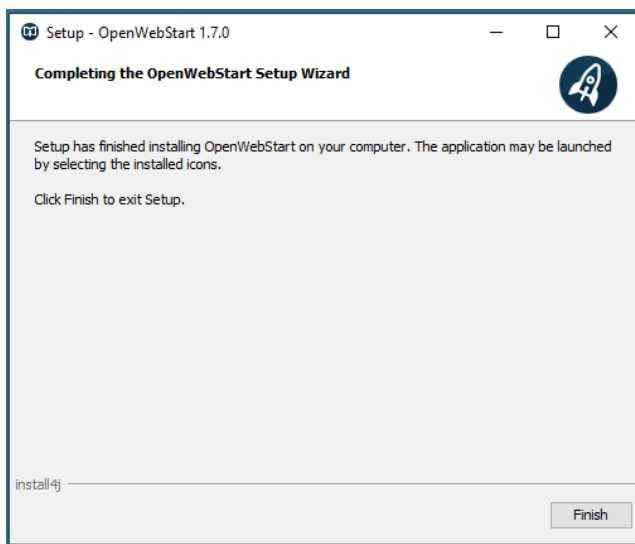 Setup - OpenWebStart 1.7.0
Completing the OpenWebStart Setup Wizard
Setup has finished installing OpenWebStart on your computer. The application may be launched
by selecting the installed icons.
Click Finish to exit Setup.
install4j
Finish